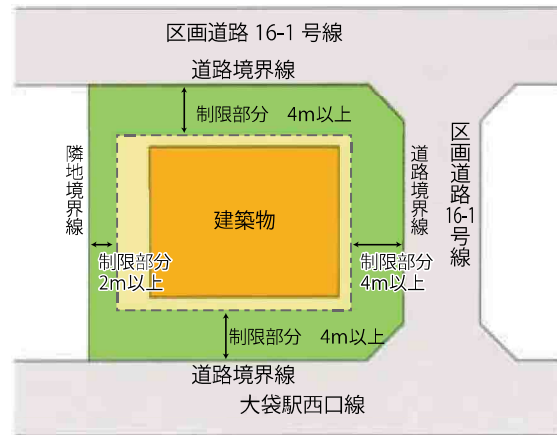 区画道路 16-1 号線
道路境界線
制限部分　4m以上
隣地境界線
建築物
道路境界線
区画道路16-1号線
制限部分
2m以上
制限部分
4m以上
制限部分　4m以上
道路境界線
大袋駅西口線